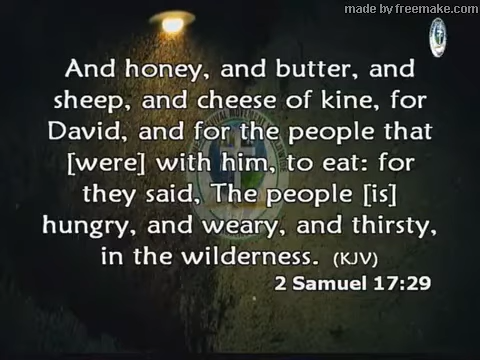 made by freemake.com
And honey, and butter, and
sheep, and cheese of kine, for
David, and for the people that
[were] with him, to eat: for
they said, The people [is]
hungry, and weary, and thirsty,
in the wilderness. (KJV)
2 Samuel 17:29